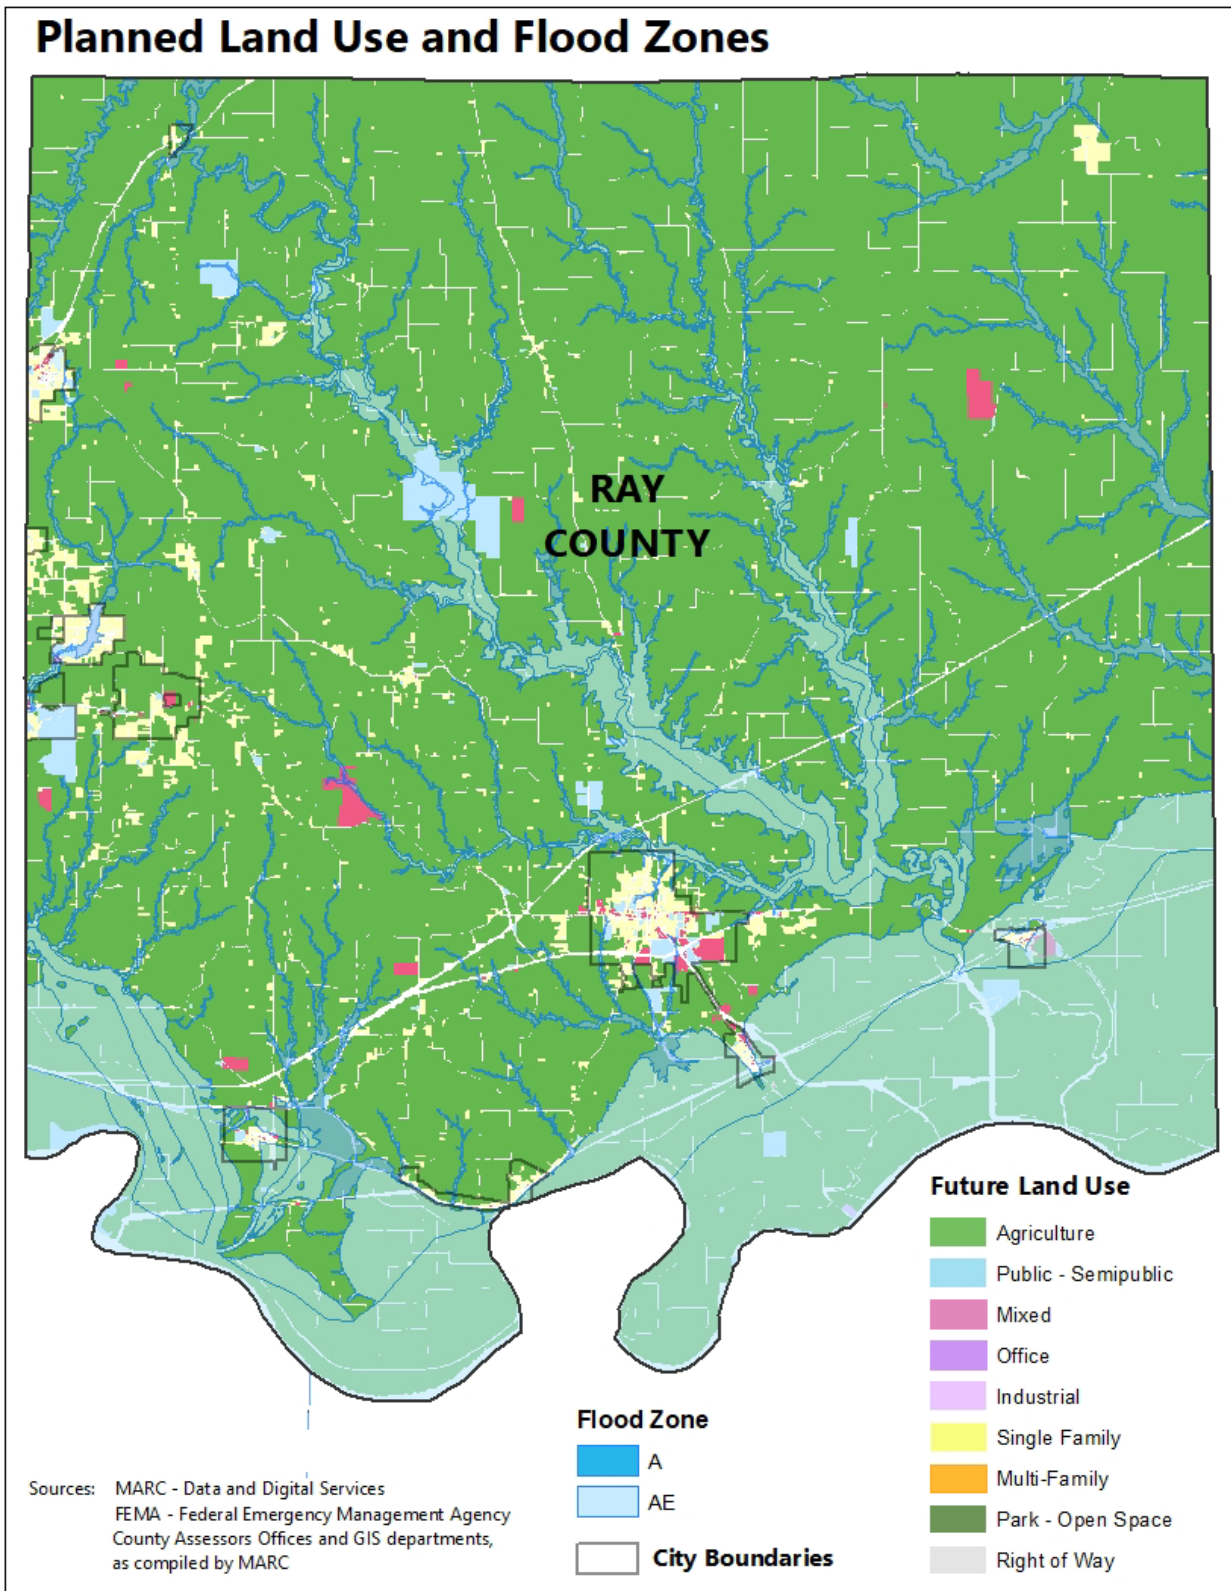 Planned Land Use and Flood Zones
RAY
COUNTY
Future Land Use
Agriculture
Public - Semipublic
Mixed
Office
Industrial
Single Family
Multi-Family
Park - Open Space
Right of Way
Flood Zone
A
AE
City Boundaries
Sources: MARC - Data and Digital Services
FEMA - Federal Emergency Management Agency
County Assessors Offices and GIS departments,
as compiled by MARC